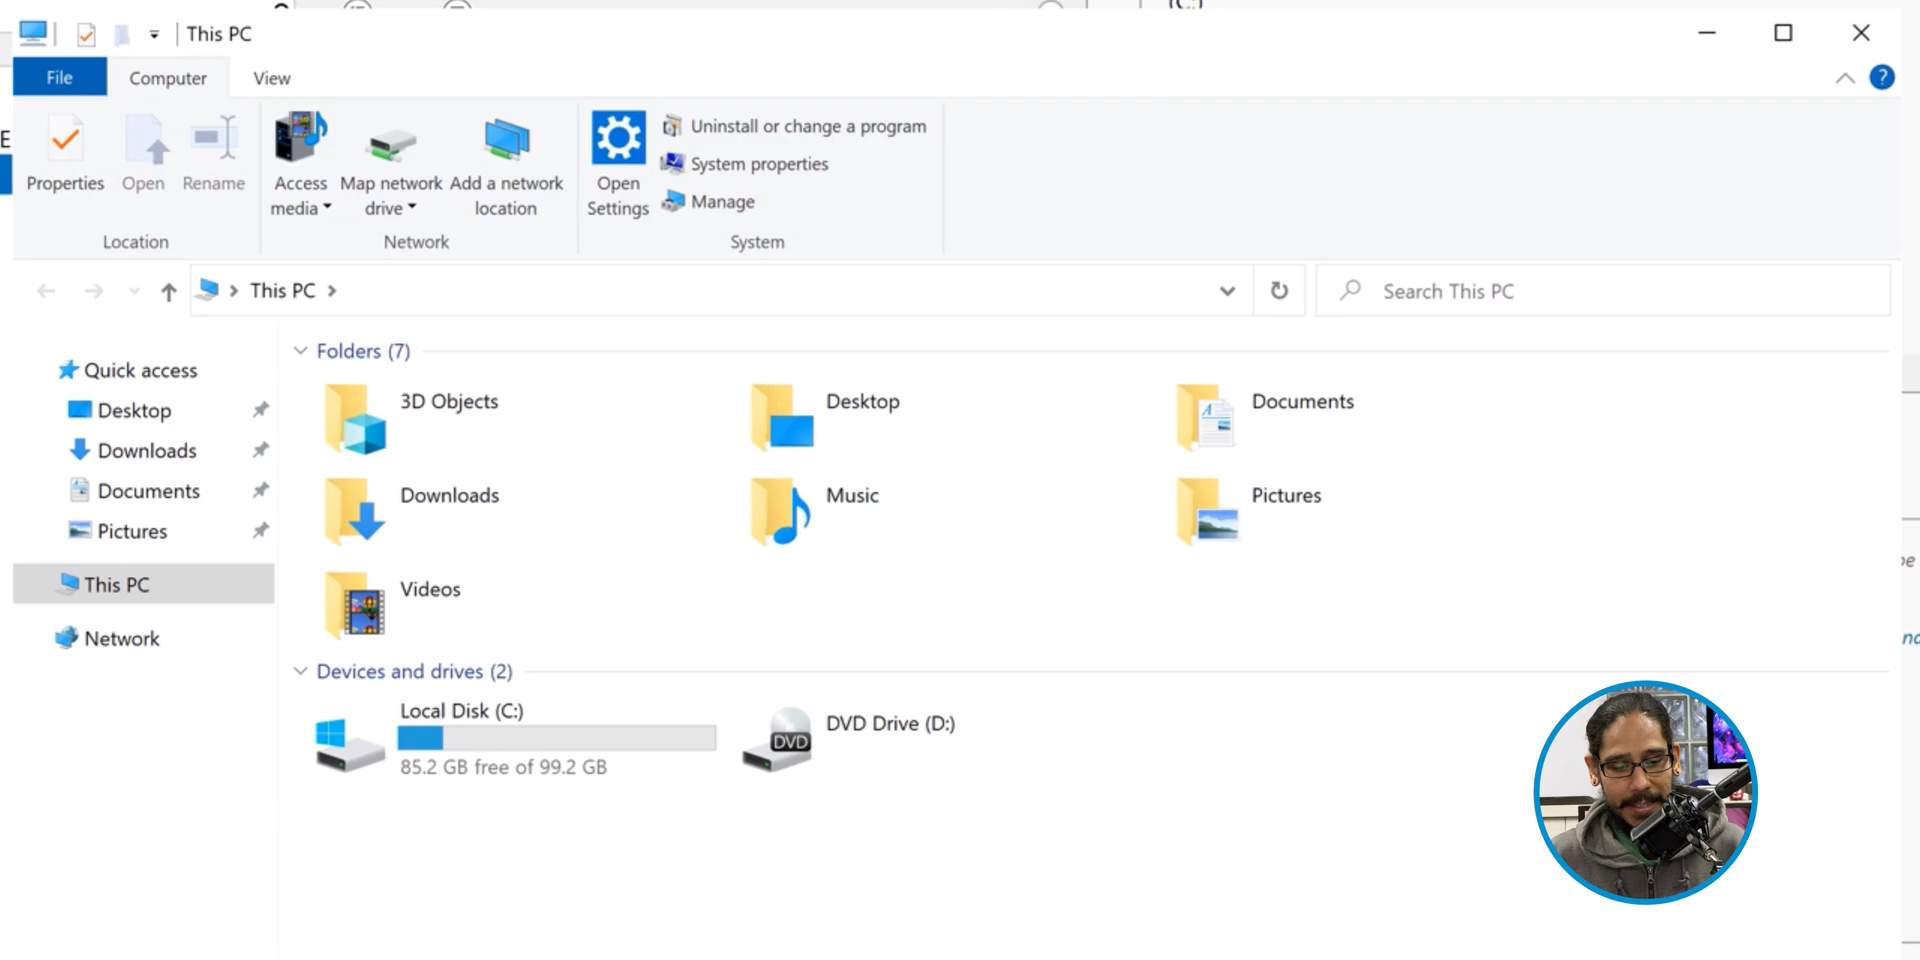 (C:)
This PC
File
Computer
View
?
E
Properties
Open
Rename
Access media
Map network drive
Add a network location
Open Settings
Uninstall or change a program
System properties
Manage
Location
Network
System
This PC
Search This PC
Quick access
Desktop
Downloads
Documents
Pictures
This PC
Network
Folders (7)
3D Objects
Desktop
Documents
Downloads
Music
Pictures
Videos
Devices and drives (2)
Local Disk (C:)
85.2 GB free of 99.2 GB
DVD
DVD Drive (D:)